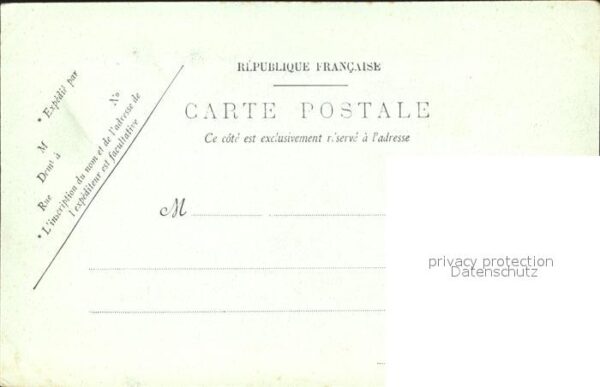 RÉPUBLIQUE FRANÇAISE
CARTE POSTALE
Ce côté est exclusivement réservé à l'adresse
* Expédié par
M
Demt à
Rue
No
* L'inscription du nom et de l'adresse de
l'expéditeur est facultative
M
privacy protection
Datenschutz